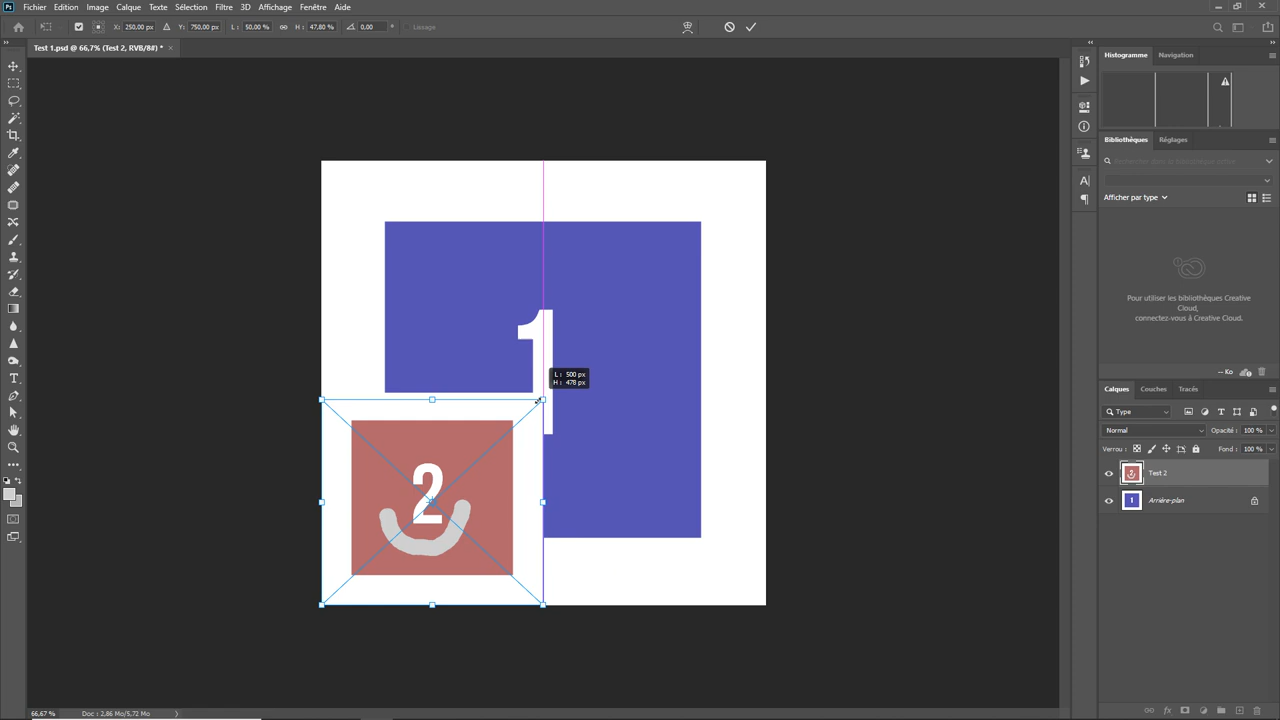 Ps Fichier Edition Image Calque Texte Sélection Filtre 3D Affichage Fenêtre Aide
X: 250,00 px Y: 750,00 px L: 50,00 % H: 47,80 % 0,00 ° Lissage
Test 1.psd @ 66,7% (Test 2, RVB/8#) * ×
Histogramme Navigation
Bibliothèques Réglages
Afficher par type
Pour utiliser les bibliothèques Creative
Cloud,
connectez-vous à Creative Cloud.
1
L : 500 px
H : 478 px
-- Ko
Calques Couches Tracés
Type
Normal Opacité : 100 %
Verrou : Fond : 100 %
2
Test 2
1 Arrière-plan
66,67 % Doc : 2,86 Mo/5,72 Mo